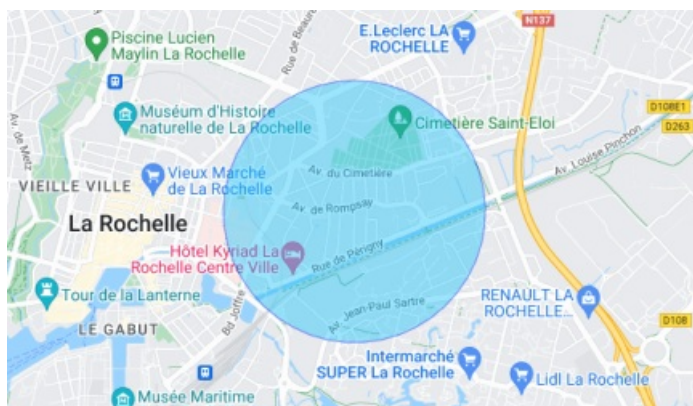 N137
E.Leclerc LA
ROCHELLE
Piscine Lucien
Maylin La Rochelle
Rue de Beaure
Muséum d'Histoire
naturelle de La Rochelle
Cimetière Saint-Eloi
D108E1
D263
Av. de Metz
Av. Louise Pinchon
VIEILLE VILLE
Vieux Marché
de La Rochelle
Av. du Cimetière
Av. de Rompsay
La Rochelle
Hôtel Kyriad La
Rochelle Centre Ville
Rue de Périgny
Tour de la Lanterne
Bd Joffre
Av. Jean-Paul Sartre
RENAULT LA
ROCHELLE...
LE GABUT
D108
Intermarché
SUPER La Rochelle
Lidl La Rochelle
Musée Maritime